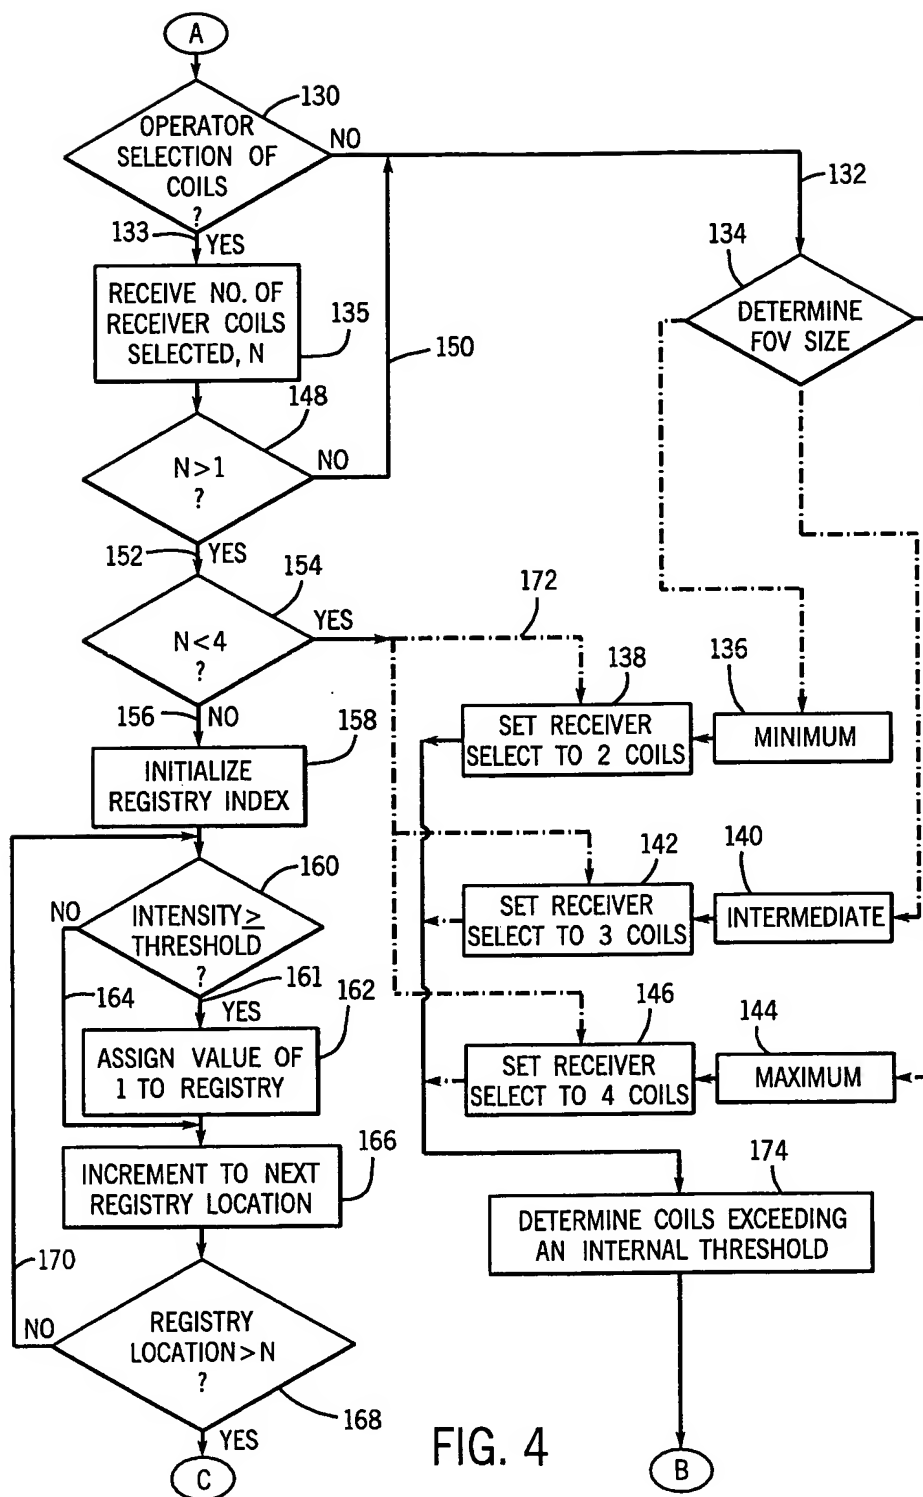 A
130
OPERATOR
SELECTION OF
COILS
?
NO
132
133
YES
134
RECEIVE NO. OF
RECEIVER COILS
SELECTED, N
135
DETERMINE
FOV SIZE
150
148
N>1
?
NO
152
YES
154
N<4
?
YES
172
138
136
156
NO
158
SET RECEIVER
SELECT TO 2 COILS
MINIMUM
INITIALIZE
REGISTRY INDEX
160
142
140
NO
INTENSITY ≥
THRESHOLD
?
SET RECEIVER
SELECT TO 3 COILS
INTERMEDIATE
161
164
YES
162
146
144
ASSIGN VALUE OF
1 TO REGISTRY
SET RECEIVER
SELECT TO 4 COILS
MAXIMUM
166
INCREMENT TO NEXT
REGISTRY LOCATION
174
DETERMINE COILS EXCEEDING
AN INTERNAL THRESHOLD
170
NO
REGISTRY
LOCATION>N
?
168
YES
C
FIG. 4
B